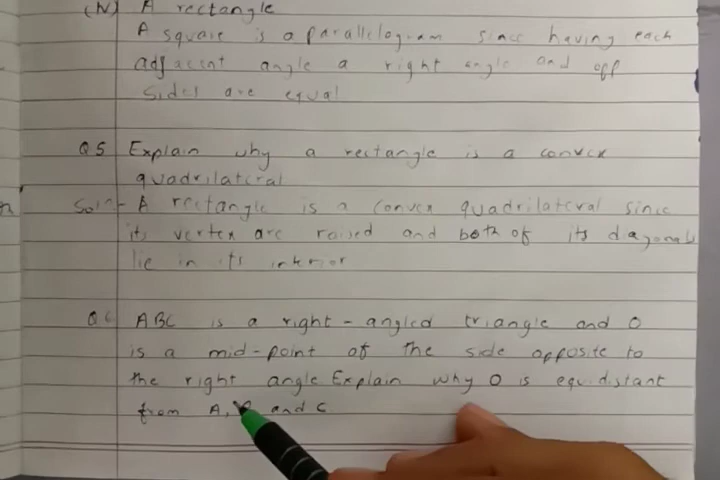 (iv) A rectangle
A square is a parallelogram since having each
adjacent angle a right angle and opp
sides are equal
Q5 Explain why a rectangle is a convex
quadrilateral
Soln- A rectangle is a convex quadrilateral since
its vertex are raised and both of its diagonals
lie in its interior
Q6 ABC is a right-angled triangle and O
is a mid-point of the side opposite to
the right angle Explain why O is equidistant
from A, and C